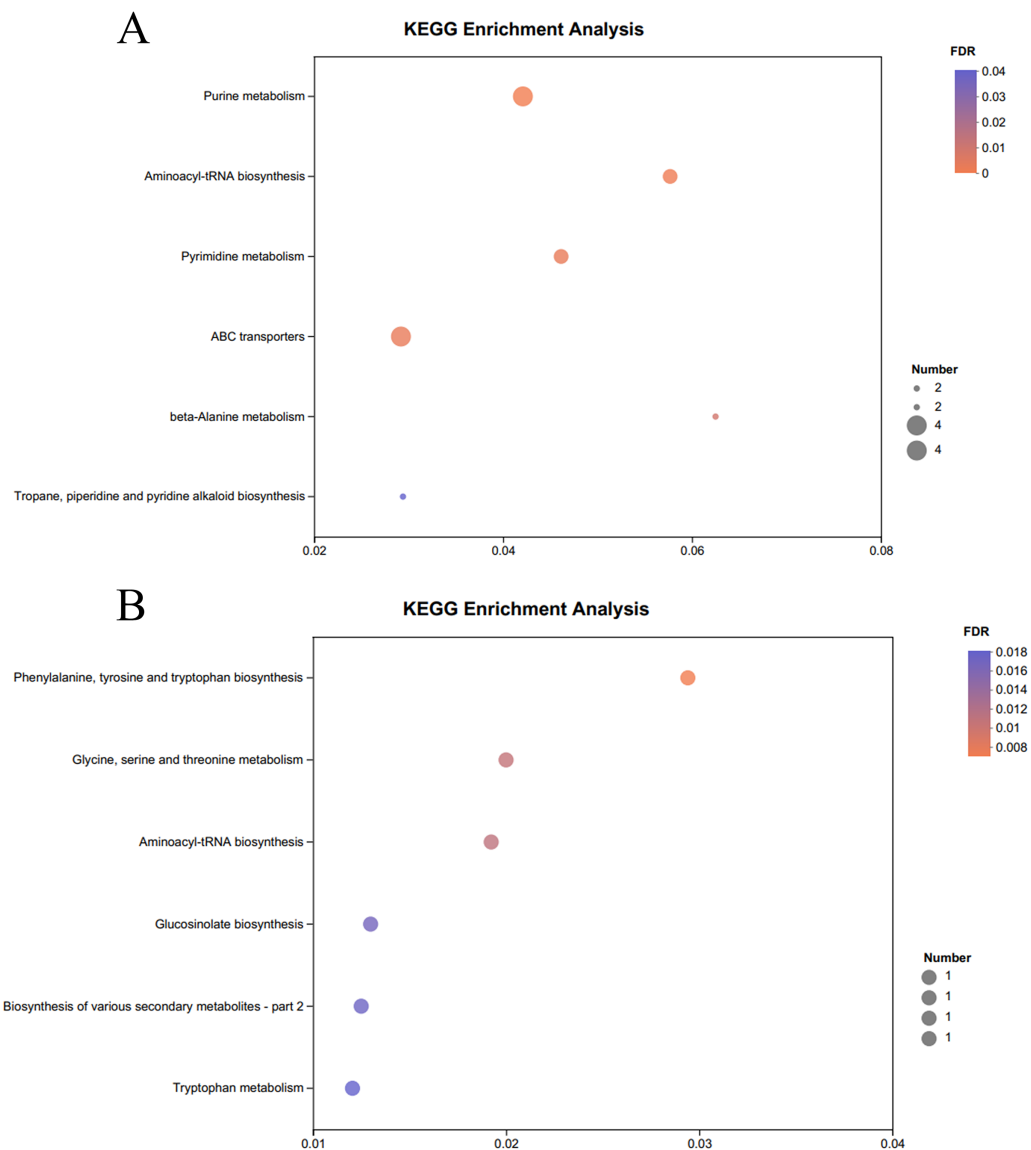 A
KEGG Enrichment Analysis
FDR
0.04
0.03
0.02
0.01
0
Purine metabolism
Aminoacyl-tRNA biosynthesis
Pyrimidine metabolism
ABC transporters
beta-Alanine metabolism
Tropane, piperidine and pyridine alkaloid biosynthesis
Number
2
2
4
4
0.02
0.04
0.06
0.08
B
KEGG Enrichment Analysis
FDR
0.018
0.016
0.014
0.012
0.01
0.008
Phenylalanine, tyrosine and tryptophan biosynthesis
Glycine, serine and threonine metabolism
Aminoacyl-tRNA biosynthesis
Glucosinolate biosynthesis
Biosynthesis of various secondary metabolites - part 2
Tryptophan metabolism
Number
1
1
1
1
0.01
0.02
0.03
0.04